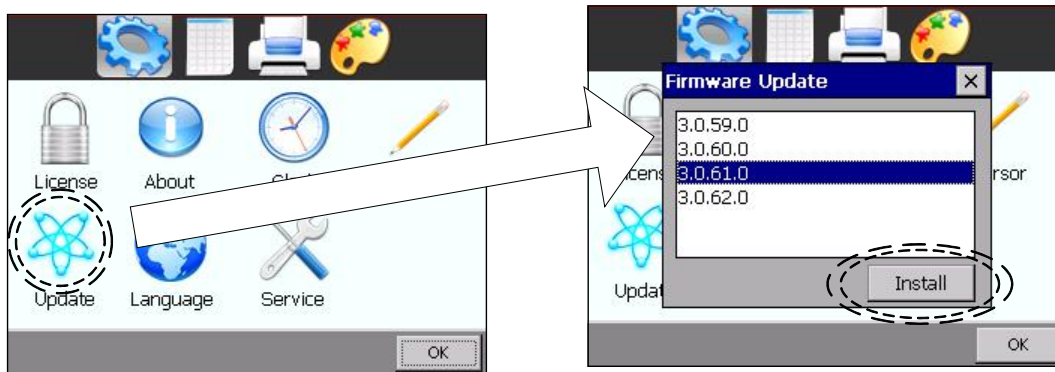 License About
Update Language Service
OK
Firmware Update
3.0.59.0
3.0.60.0
3.0.61.0
rsor
3.0.62.0
Updat
Install
OK